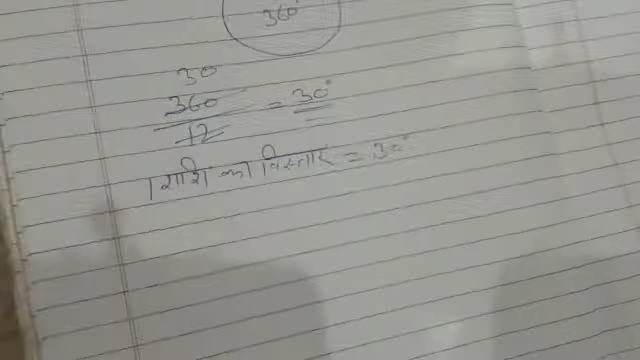 360°
30
360
/12 = 30°
1 राशि का विस्तार = 30°